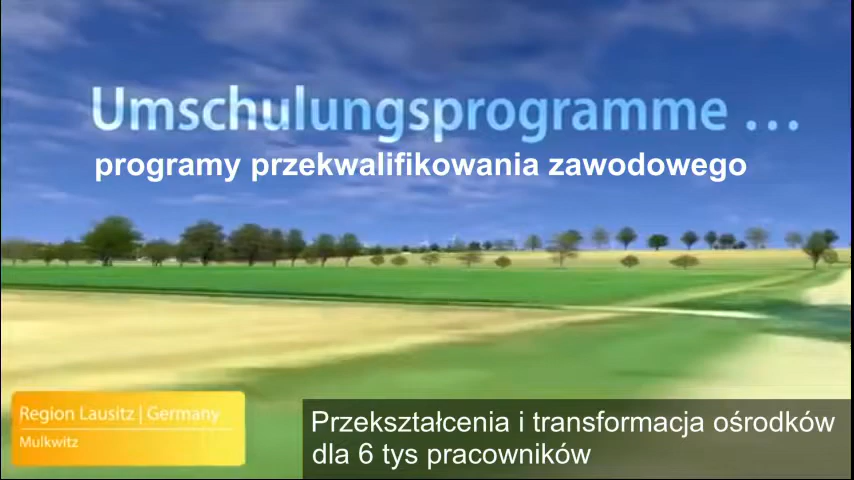 Umschulungsprogramme ...
programy przekwalifikowania zawodowego
Region Lausitz | Germany
Mulkwitz
Przekształcenia i transformacja ośrodków
dla 6 tys pracowników